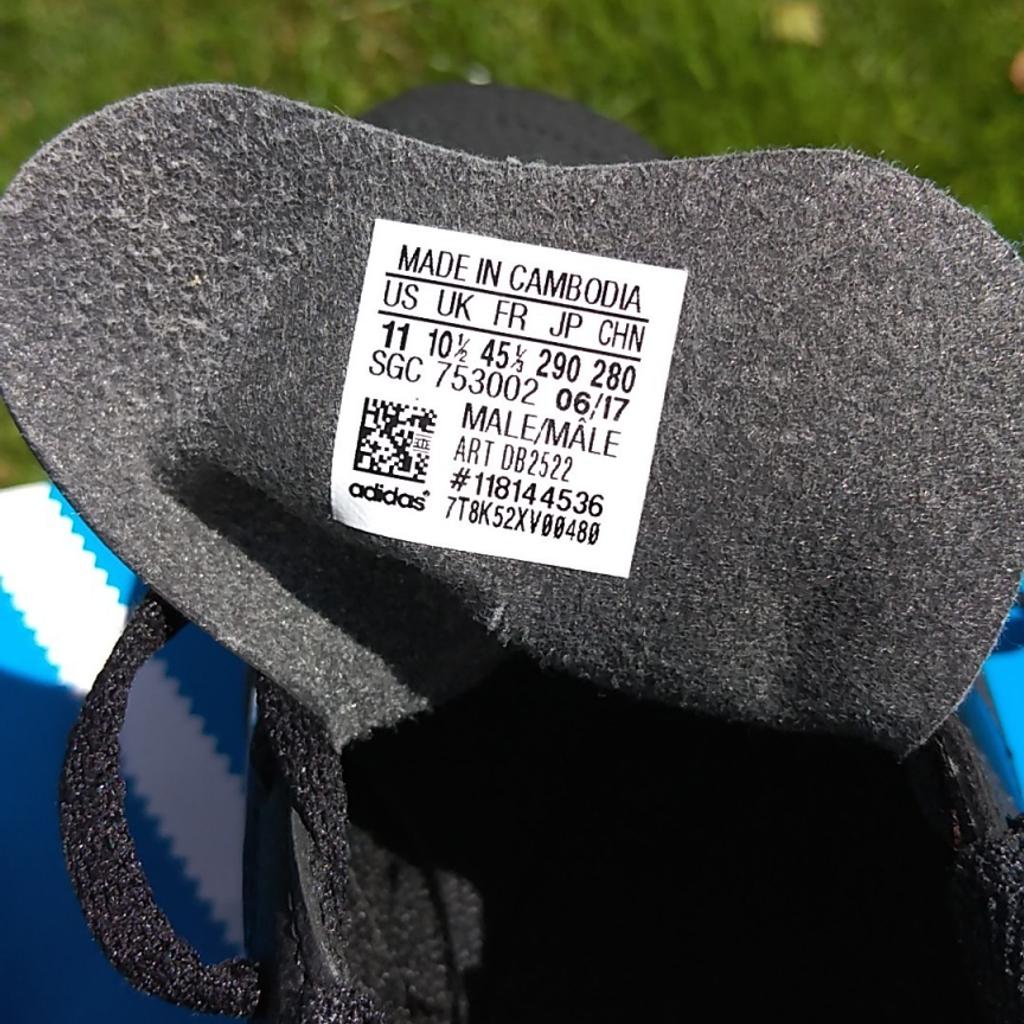 MADE IN CAMBODIA
US UK FR JP CHN
11 10½ 45⅓ 290 280
SGC 753002 06/17
MALE/MÂLE
ART DB2522
#118144536
adidas
7T8K52XV00480